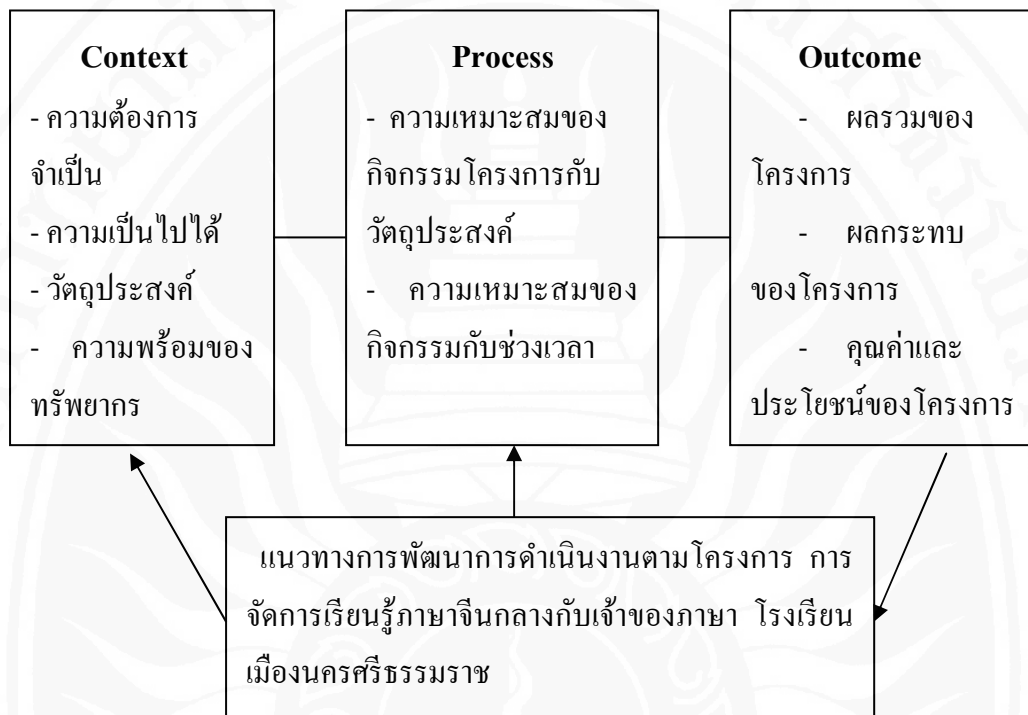 Context
- ความต้องการ
จำเป็น
- ความเป็นไปได้
- วัตถุประสงค์
- ความพร้อมของ
ทรัพยากร
Process
- ความเหมาะสมของ
กิจกรรมโครงการกับ
วัตถุประสงค์
- ความเหมาะสมของ
กิจกรรมกับช่วงเวลา
Outcome
- ผลรวมของ
โครงการ
- ผลกระทบ
ของโครงการ
- คุณค่าและ
ประโยชน์ของโครงการ
แนวทางการพัฒนาการดำเนินงานตามโครงการ การ
จัดการเรียนรู้ภาษาจีนกลางกับเจ้าของภาษา โรงเรียน
เมืองนครศรีธรรมราช